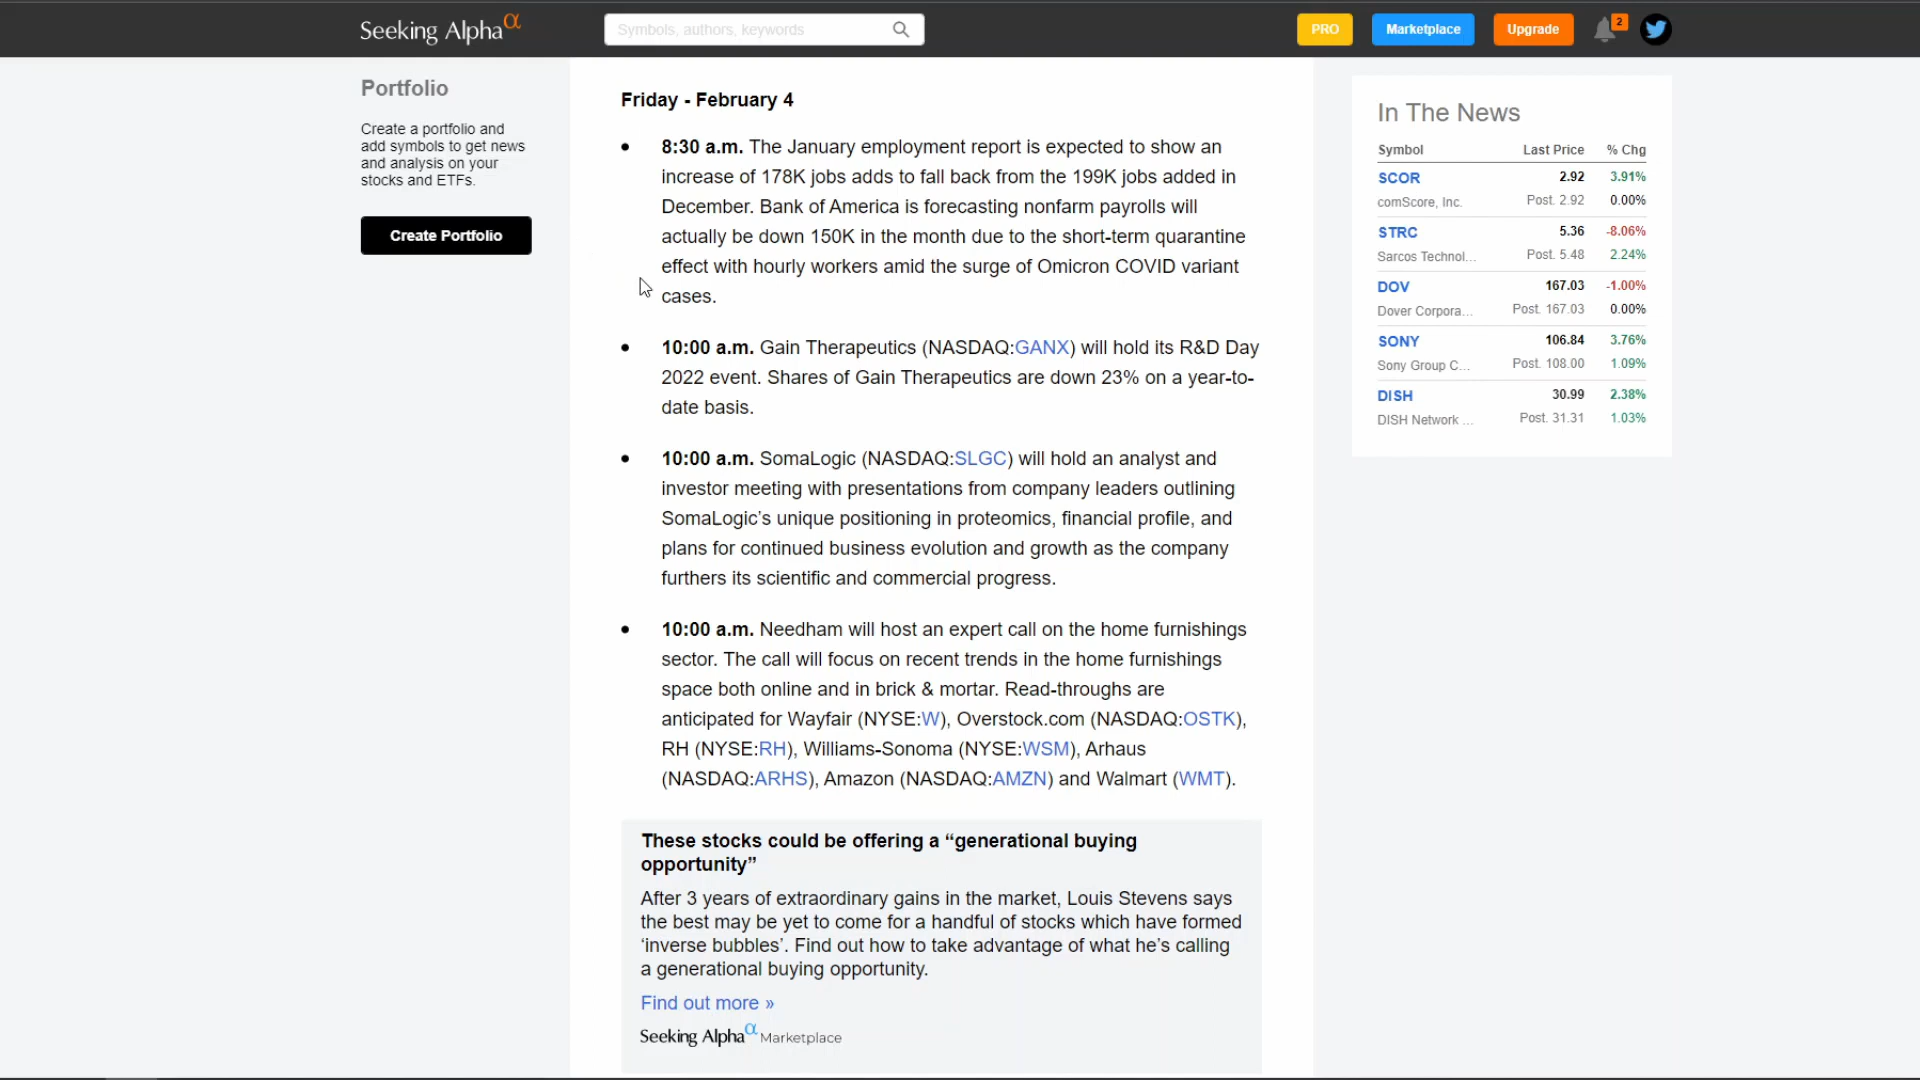 Seeking Alpha α
Symbols, authors, keywords
PRO
Marketplace
Upgrade
2
Portfolio
Create a portfolio and
add symbols to get news
and analysis on your
stocks and ETFs.
Create Portfolio
Friday - February 4
• 8:30 a.m. The January employment report is expected to show an
increase of 178K jobs adds to fall back from the 199K jobs added in
December. Bank of America is forecasting nonfarm payrolls will
actually be down 150K in the month due to the short-term quarantine
effect with hourly workers amid the surge of Omicron COVID variant
cases.
• 10:00 a.m. Gain Therapeutics (NASDAQ:GANX) will hold its R&D Day
2022 event. Shares of Gain Therapeutics are down 23% on a year-to-
date basis.
• 10:00 a.m. SomaLogic (NASDAQ:SLGC) will hold an analyst and
investor meeting with presentations from company leaders outlining
SomaLogic’s unique positioning in proteomics, financial profile, and
plans for continued business evolution and growth as the company
furthers its scientific and commercial progress.
• 10:00 a.m. Needham will host an expert call on the home furnishings
sector. The call will focus on recent trends in the home furnishings
space both online and in brick & mortar. Read-throughs are
anticipated for Wayfair (NYSE:W), Overstock.com (NASDAQ:OSTK),
RH (NYSE:RH), Williams-Sonoma (NYSE:WSM), Arhaus
(NASDAQ:ARHS), Amazon (NASDAQ:AMZN) and Walmart (WMT).
These stocks could be offering a “generational buying
opportunity”
After 3 years of extraordinary gains in the market, Louis Stevens says
the best may be yet to come for a handful of stocks which have formed
‘inverse bubbles’. Find out how to take advantage of what he’s calling
a generational buying opportunity.
Find out more »
Seeking Alpha α Marketplace
In The News
Symbol Last Price % Chg
SCOR 2.92 3.91%
comScore, Inc. Post. 2.92 0.00%
STRC 5.36 -8.06%
Sarcos Technol... Post. 5.48 2.24%
DOV 167.03 -1.00%
Dover Corpora... Post. 167.03 0.00%
SONY 106.84 3.76%
Sony Group C... Post. 108.00 1.09%
DISH 30.99 2.38%
DISH Network ... Post. 31.31 1.03%